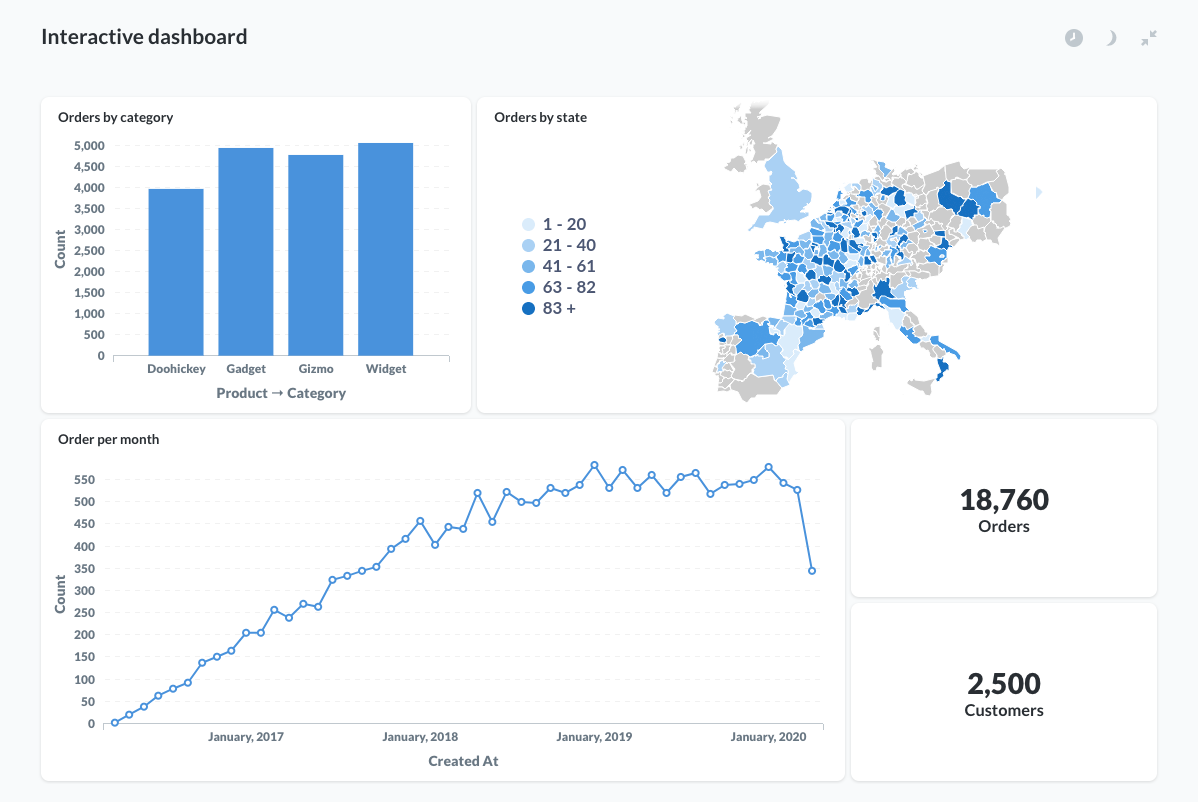 Interactive dashboard
Orders by category
5,000
4,500
4,000
3,500
3,000
2,500
2,000
1,500
1,000
500
0
Count
Doohickey Gadget Gizmo Widget
Product → Category
Orders by state
1 - 20
21 - 40
41 - 61
63 - 82
83 +
Order per month
550
500
450
400
350
300
250
200
150
100
50
0
Count
January, 2017 January, 2018 January, 2019 January, 2020
Created At
18,760
Orders
2,500
Customers